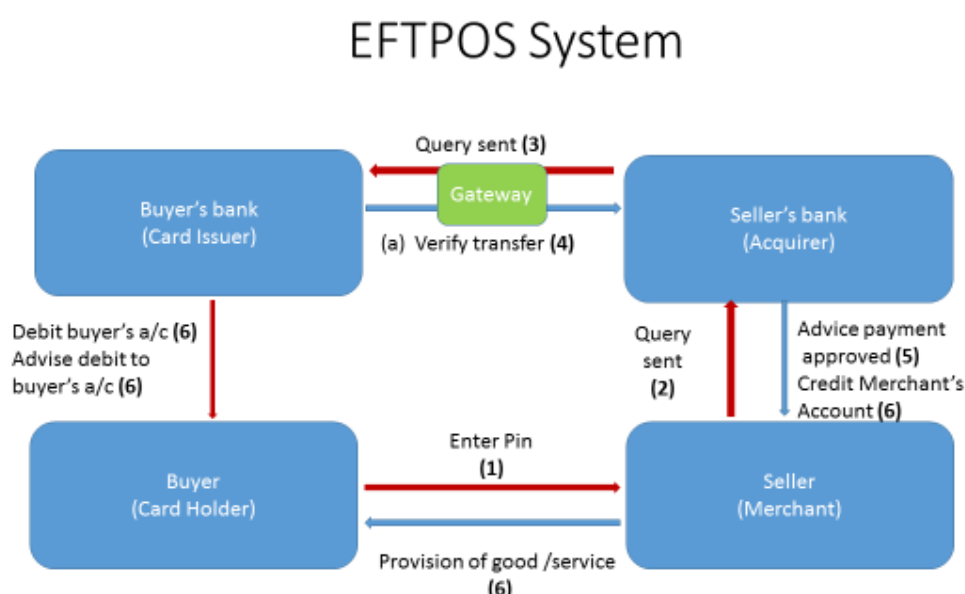 EFTPOS System
Query sent (3)
Gateway
Buyer's bank
(Card Issuer)
Seller's bank
(Acquirer)
(a) Verify transfer (4)
Debit buyer's a/c (6)
Advise debit to
buyer's a/c (6)
Query
sent
(2)
Advice payment
approved (5)
Credit Merchant's
Account (6)
Enter Pin
(1)
Buyer
(Card Holder)
Seller
(Merchant)
Provision of good /service
(6)